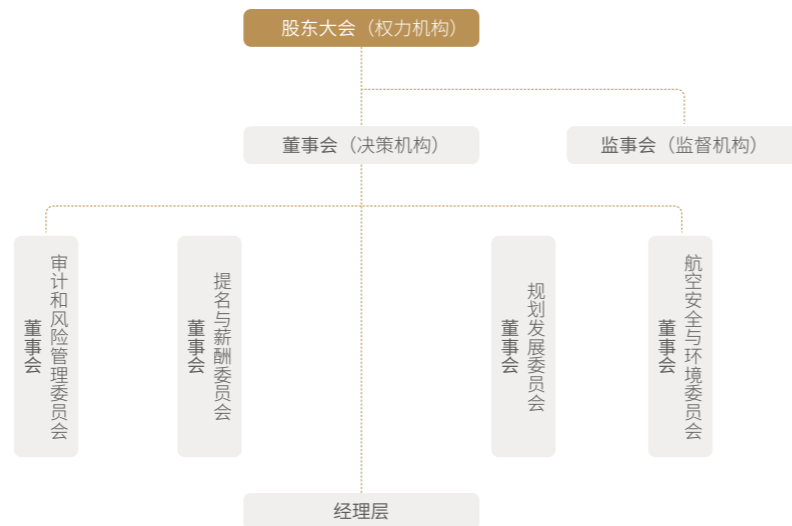 股东大会（权力机构）
董事会（决策机构）
监事会（监督机构）
董事会
审计和风险管理委员会
董事会
提名与薪酬委员会
董事会
规划发展委员会
董事会
航空安全与环境委员会
经理层